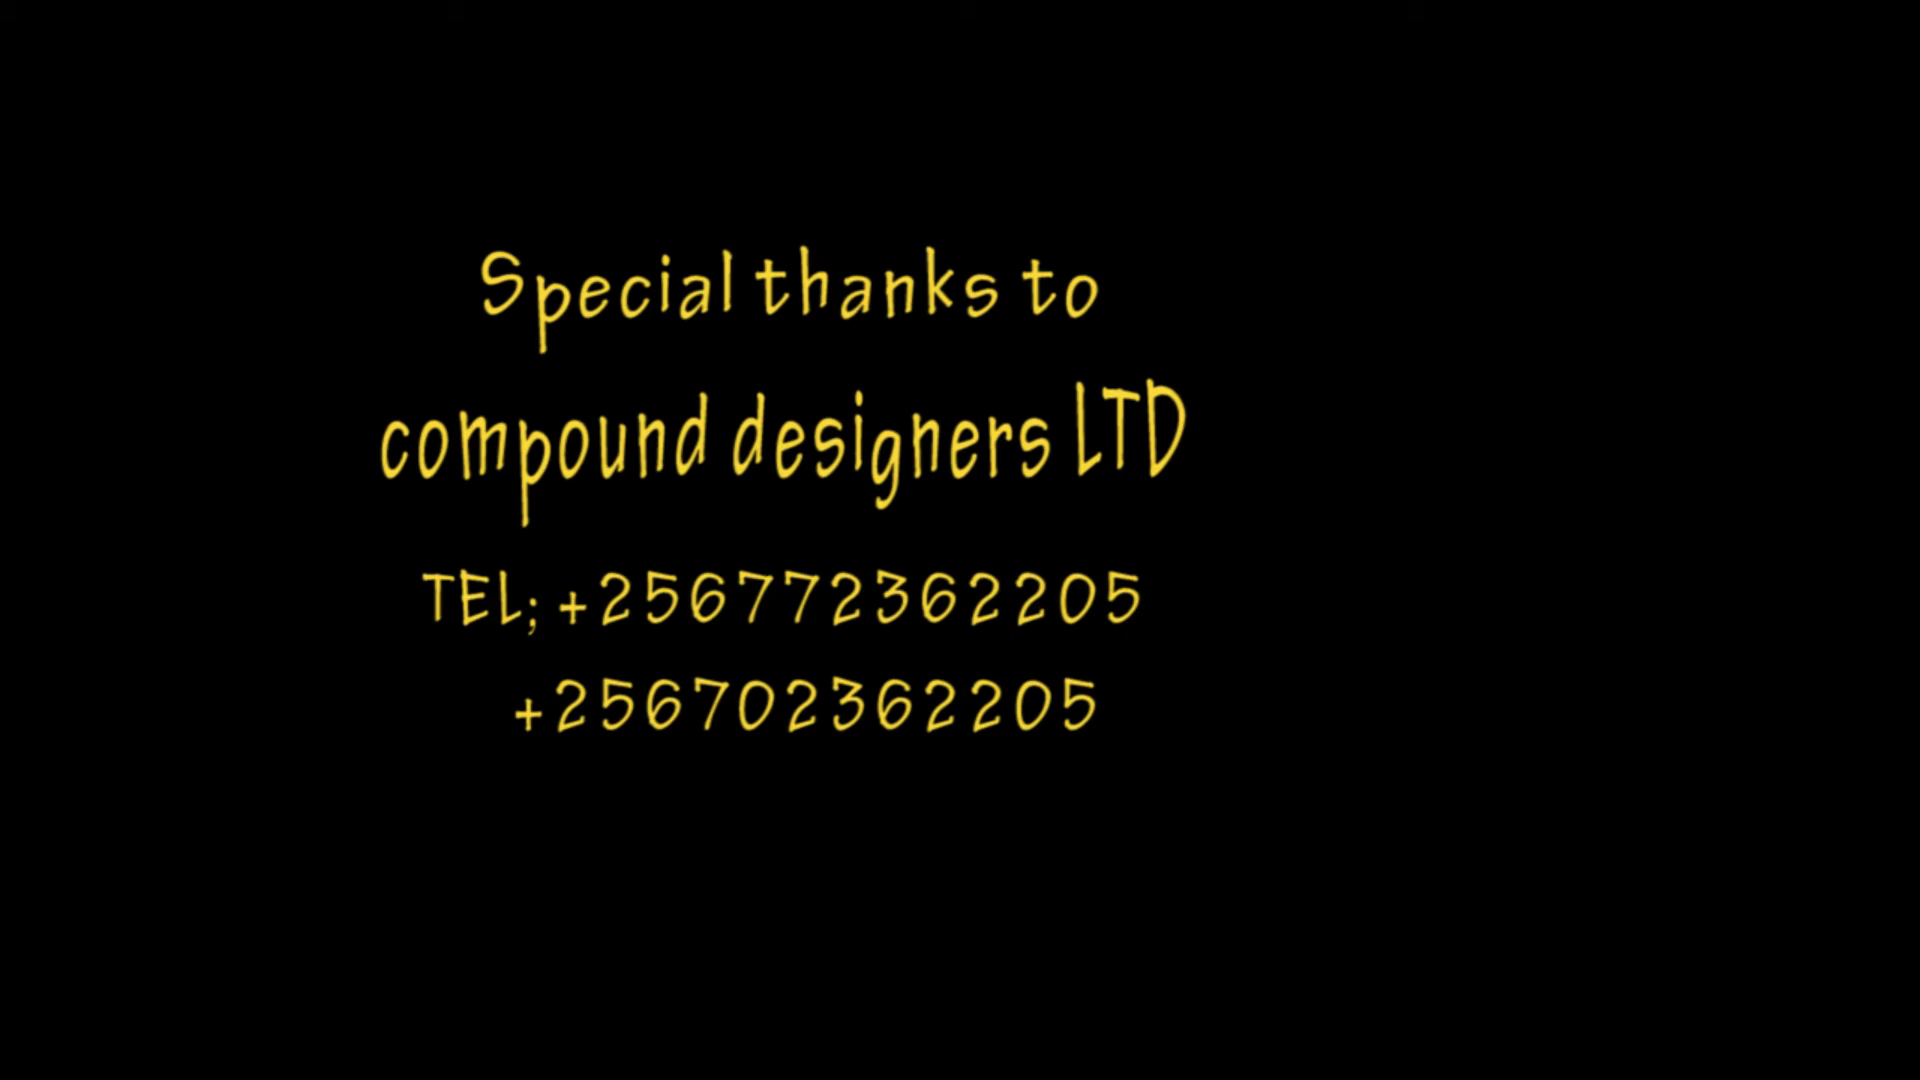 Special thanks to
compound designers LTD
TEL; +256772362205
+256702362205